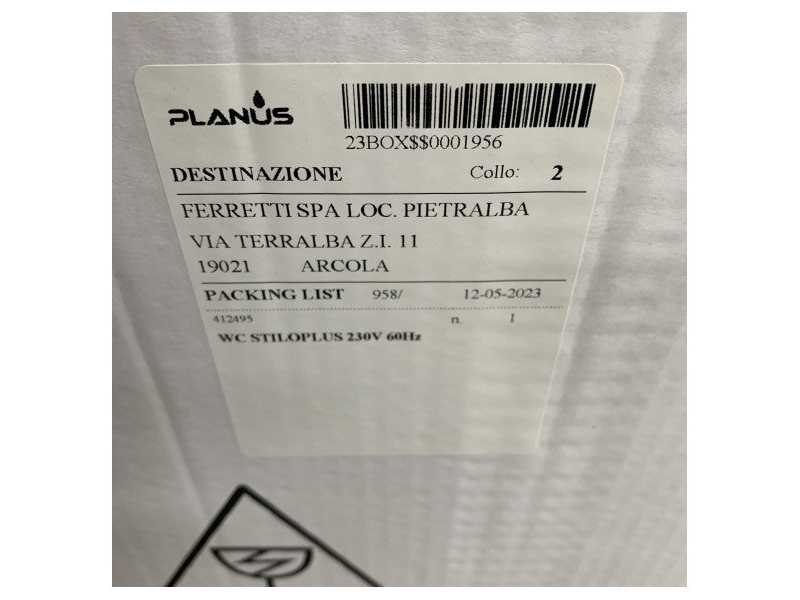 PLANUS
23BOX$$0001956
DESTINAZIONE Collo: 2
FERRETTI SPA LOC. PIETRALBA
VIA TERRALBA Z.I. 11
19021 ARCOLA
PACKING LIST 958/ 12-05-2023
412495 n. 1
WC STILOPLUS 230V 60Hz